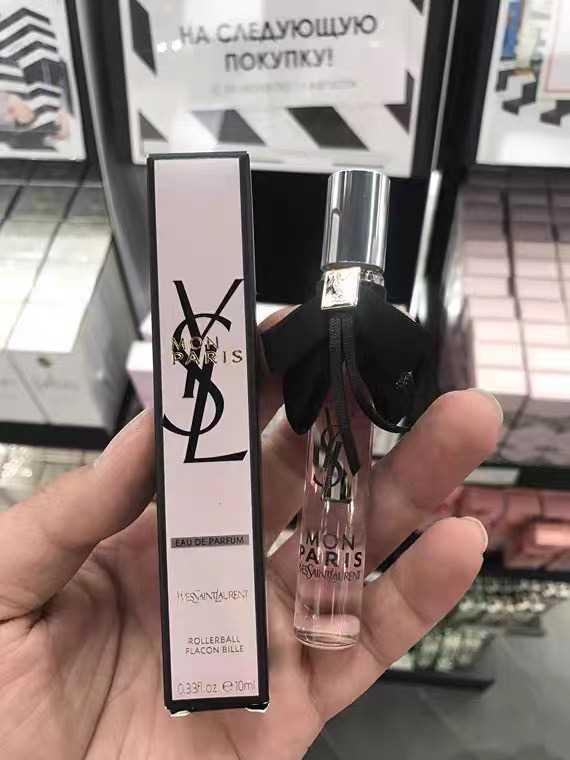 НА СЛЕДУЮЩУЮ
ПОКУПКУ!
YSL
MON
PARIS
EAU DE PARFUM
YVESSAINTLAURENT
ROLLERBALL
FLACON BILLE
0.33fl.oz. e 10ml
YSL
MON
PARIS
YVESSAINTLAURENT